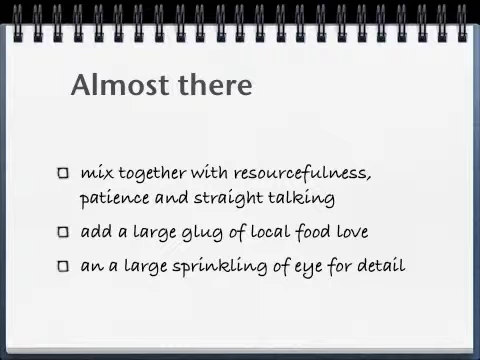 Almost there
mix together with resourcefulness,
patience and straight talking
add a large glug of local food love
an a large sprinkling of eye for detail